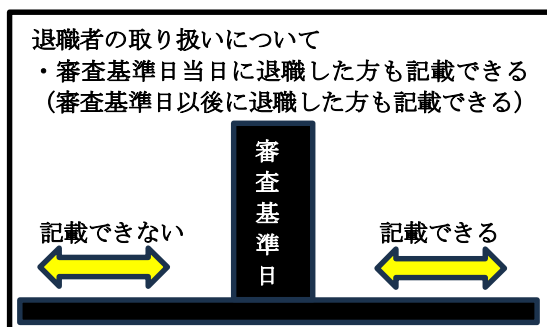 退職者の取り扱いについて
・審査基準日当日に退職した方も記載できる
（審査基準日以後に退職した方も記載できる）
審査基準日
記載できない
記載できる